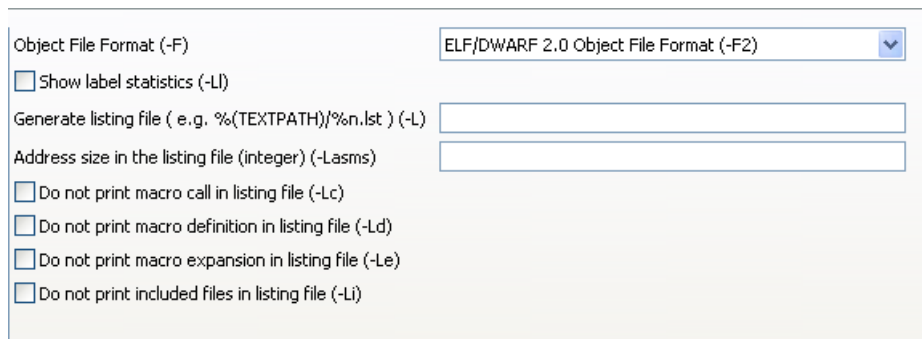 Object File Format (-F) ELF/DWARF 2.0 Object File Format (-F2)
Show label statistics (-Ll)
Generate listing file ( e.g. %(TEXTPATH)/%n.lst ) (-L)
Address size in the listing file (integer) (-Lasms)
Do not print macro call in listing file (-Lc)
Do not print macro definition in listing file (-Ld)
Do not print macro expansion in listing file (-Le)
Do not print included files in listing file (-Li)